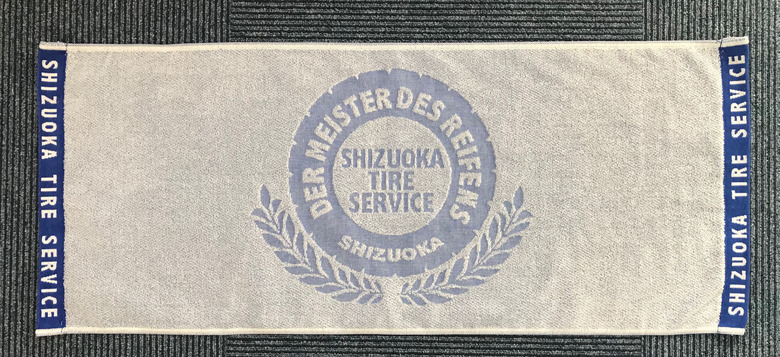 SHIZUOKA TIRE SERVICE
DER MEISTER DES REIFENS
SHIZUOKA
TIRE
SERVICE
SHIZUOKA
SHIZUOKA TIRE SERVICE